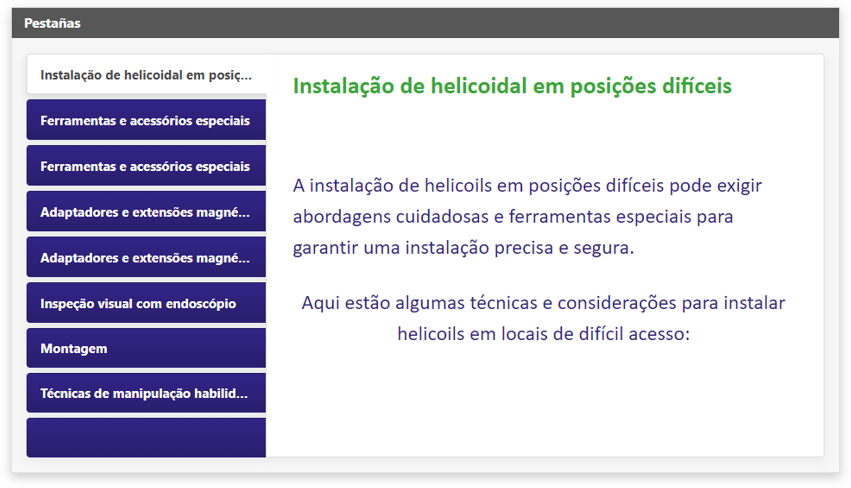 Pestañas
Instalação de helicoidal em posiç...
Ferramentas e acessórios especiais
Ferramentas e acessórios especiais
Adaptadores e extensões magné...
Adaptadores e extensões magné...
Inspeção visual com endoscópio
Montagem
Técnicas de manipulação habilid...
Instalação de helicoidal em posições difíceis
A instalação de helicoils em posições difíceis pode exigir
abordagens cuidadosas e ferramentas especiais para
garantir uma instalação precisa e segura.
Aqui estão algumas técnicas e considerações para instalar
helicoils em locais de difícil acesso: